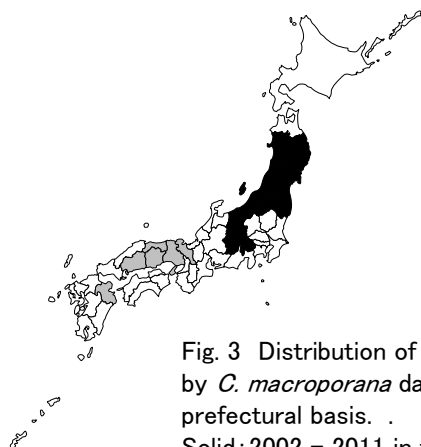 Fig. 3 Distribution of
by C. macroporana da
prefectural basis. .